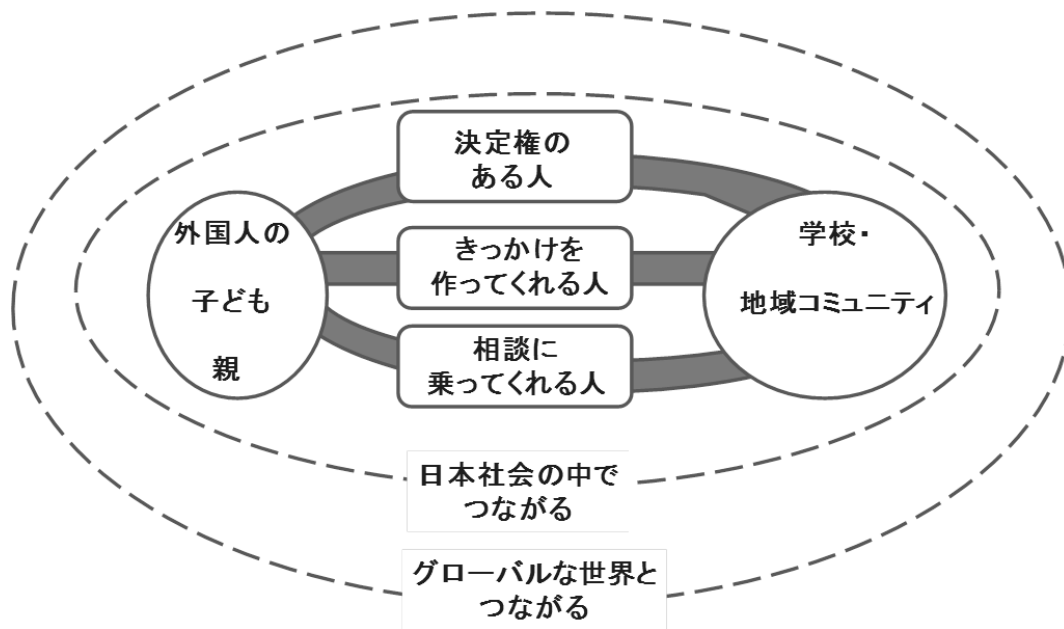 決定権の
ある人
外国人の
子ども
親
きっかけを
作ってくれる人
相談に
乗ってくれる人
学校・
地域コミュニティ
日本社会の中で
つながる
グローバルな世界と
つながる